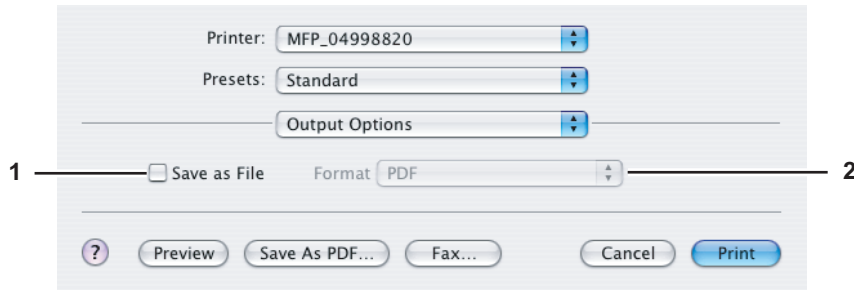 Printer: MFP_04998820
Presets: Standard
Output Options
1 Save as File Format PDF 2
? Preview Save As PDF... Fax... Cancel Print